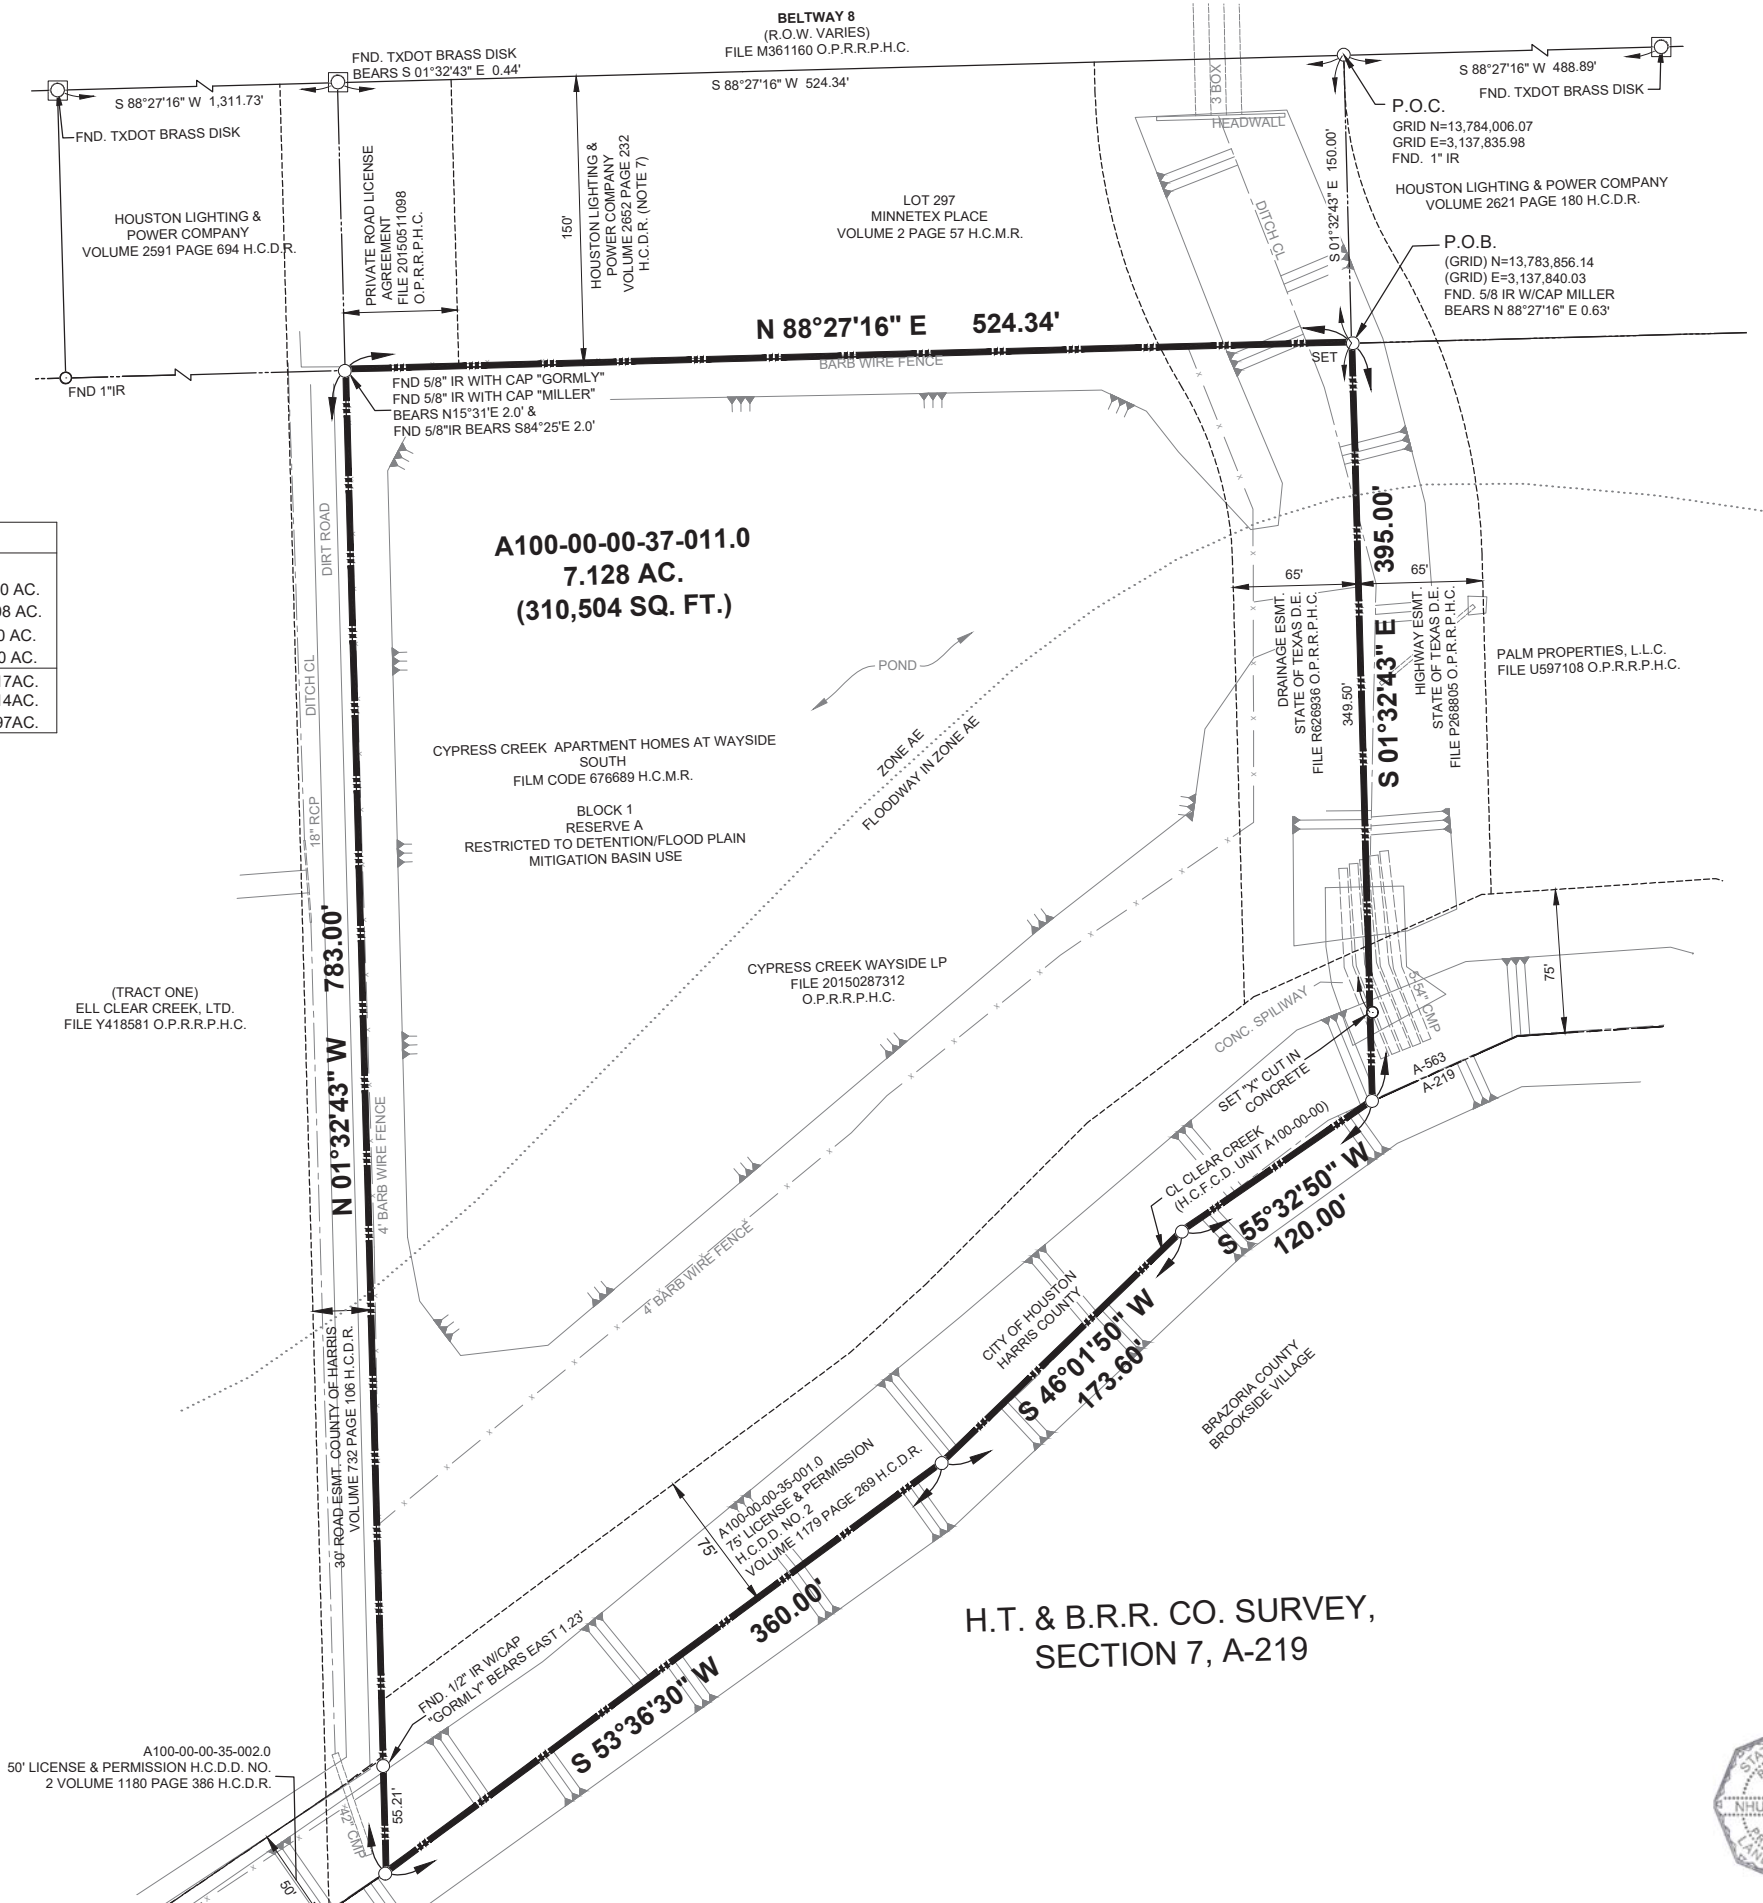 BELTWAY 8
(R.O.W. VARIES)
FILE M361160 O.P.R.R.P.H.C.
FND. TXDOT BRASS DISK
BEARS S 01°32'43" E 0.44'
S 88°27'16" W 1,311.73'
S 88°27'16" W 524.34'
S 88°27'16" W 488.89'
FND. TXDOT BRASS DISK
FND. TXDOT BRASS DISK
P.O.C.
GRID N=13,784,006.07
GRID E=3,137,835.98
FND. 1" IR
3 BOX
HEADWALL
S 01°32'43" E 150.00'
HOUSTON LIGHTING & POWER COMPANY
VOLUME 2621 PAGE 180 H.C.D.R.
HOUSTON LIGHTING &
POWER COMPANY
VOLUME 2591 PAGE 694 H.C.D.R.
PRIVATE ROAD LICENSE
AGREEMENT
FILE 20150511098
O.P.R.R.P.H.C.
150'
HOUSTON LIGHTING &
POWER COMPANY
VOLUME 2652 PAGE 232
H.C.D.R. (NOTE 7)
LOT 297
MINNETEX PLACE
VOLUME 2 PAGE 57 H.C.M.R.
DITCH CL
P.O.B.
(GRID) N=13,783,856.14
(GRID) E=3,137,840.03
FND. 5/8 IR W/CAP MILLER
BEARS N 88°27'16" E 0.63'
N 88°27'16" E 524.34'
BARB WIRE FENCE
SET
FND 1"IR
FND 5/8" IR WITH CAP "GORMLY"
FND 5/8" IR WITH CAP "MILLER"
BEARS N15°31'E 2.0' &
FND 5/8"IR BEARS S84°25'E 2.0'
A100-00-00-37-011.0
7.128 AC.
(310,504 SQ. FT.)
0 AC.
98 AC.
0 AC.
0 AC.
17AC.
14AC.
97AC.
DIRT ROAD
DITCH CL
18" RCP
POND
ZONE AE
FLOODWAY IN ZONE AE
65'
65'
DRAINAGE ESMT.
STATE OF TEXAS D.E.
FILE R626936 O.P.R.R.P.H.C.
349.50'
S 01°32'43" E 395.00'
HIGHWAY ESMT.
STATE OF TEXAS D.E.
FILE P268805 O.P.R.R.P.H.C.
PALM PROPERTIES, L.L.C.
FILE U597108 O.P.R.R.P.H.C.
CYPRESS CREEK APARTMENT HOMES AT WAYSIDE
SOUTH
FILM CODE 676689 H.C.M.R.
BLOCK 1
RESERVE A
RESTRICTED TO DETENTION/FLOOD PLAIN
MITIGATION BASIN USE
CYPRESS CREEK WAYSIDE LP
FILE 20150287312
O.P.R.R.P.H.C.
(TRACT ONE)
ELL CLEAR CREEK, LTD.
FILE Y418581 O.P.R.R.P.H.C.
N 01°32'43" W 783.00'
4' BARB WIRE FENCE
4' BARB WIRE FENCE
CONC. SPILIWAY
5-54" CMP
75'
SET "X" CUT IN
CONCRETE
A-563
A-219
CL CLEAR CREEK
(H.C.F.C.D. UNIT A100-00-00)
S 55°32'50" W
120.00'
CITY OF HOUSTON
HARRIS COUNTY
S 46°01'50" W
173.60'
BRAZORIA COUNTY
BROOKSIDE VILLAGE
30' ROAD ESMT. COUNTY OF HARRIS
VOLUME 732 PAGE 106 H.C.D.R.
75'
A100-00-00-35-001.0
75' LICENSE & PERMISSION
H.C.D.D. NO. 2
VOLUME 1179 PAGE 269 H.C.D.R.
S 53°36'30" W 360.00'
H.T. & B.R.R. CO. SURVEY,
SECTION 7, A-219
FND. 1/2" IR W/CAP
"GORMLY" BEARS EAST 1.23'
A100-00-00-35-002.0
50' LICENSE & PERMISSION H.C.D.D. NO.
2 VOLUME 1180 PAGE 386 H.C.D.R.
42" CMP
55.21'
50'